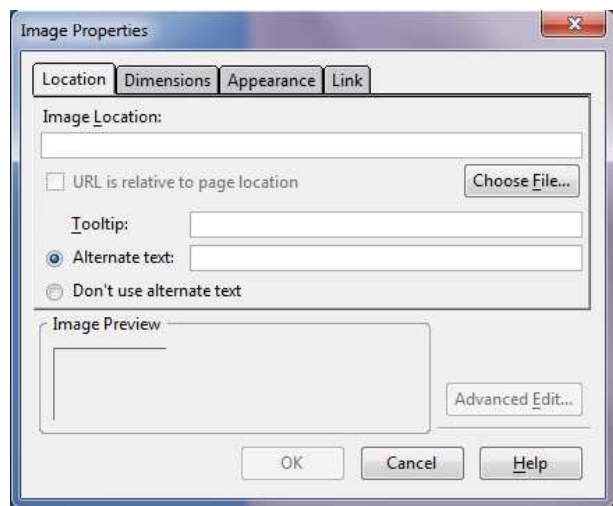 Image Properties
Location Dimensions Appearance Link
Image Location:
URL is relative to page location
Choose File...
Tooltip:
Alternate text:
Don't use alternate text
Image Preview
Advanced Edit...
OK Cancel Help